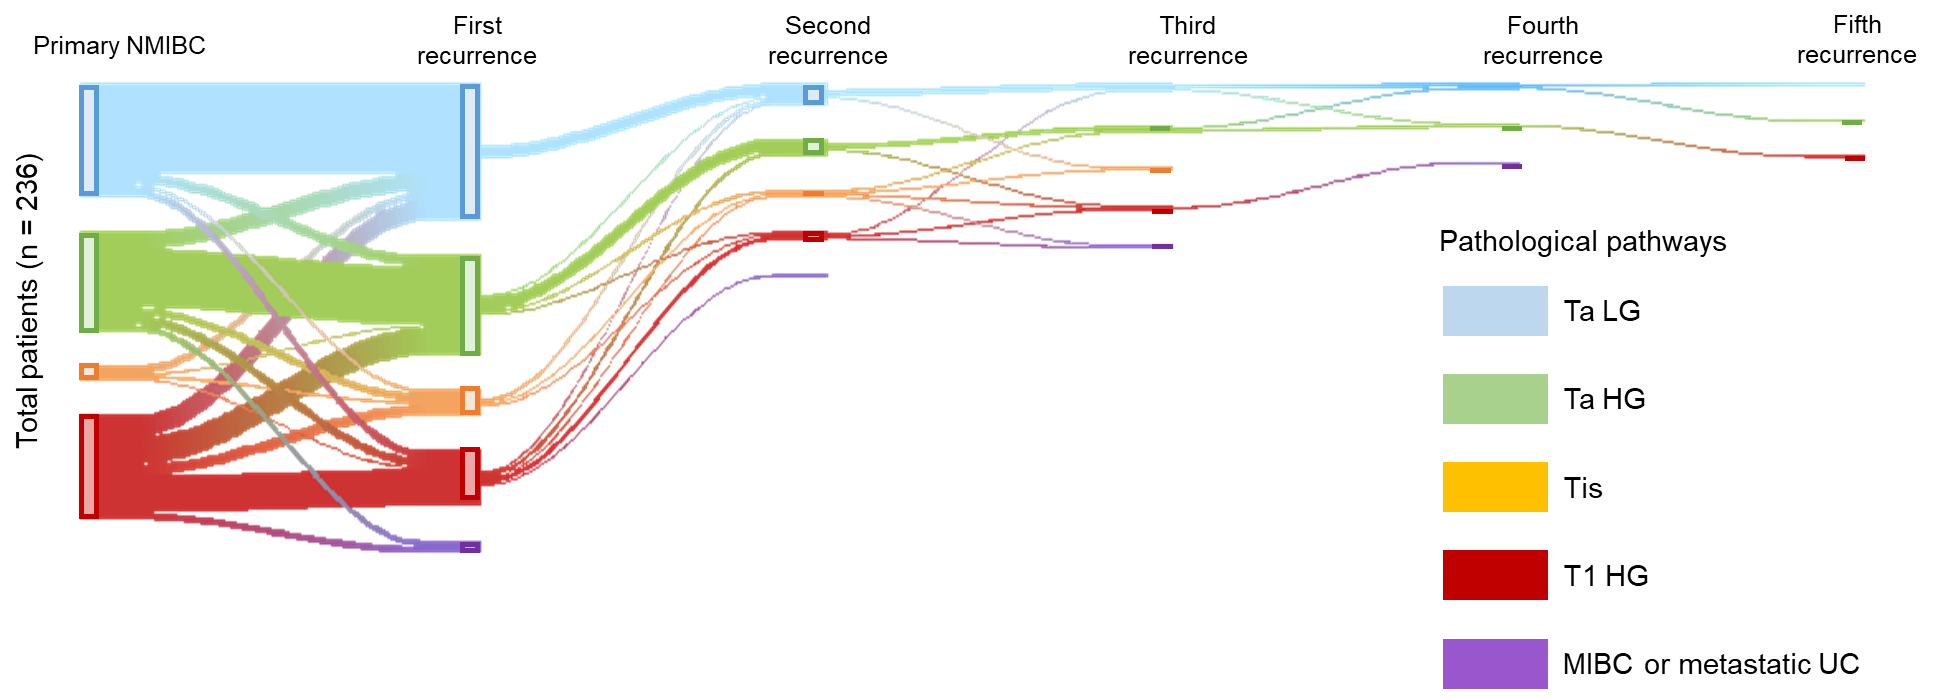 Primary NMIBC
First
recurrence
Second
recurrence
Third
recurrence
Fourth
recurrence
Fifth
recurrence
Total patients (n = 236)
Pathological pathways
Ta LG
Ta HG
Tis
T1 HG
MIBC or metastatic UC